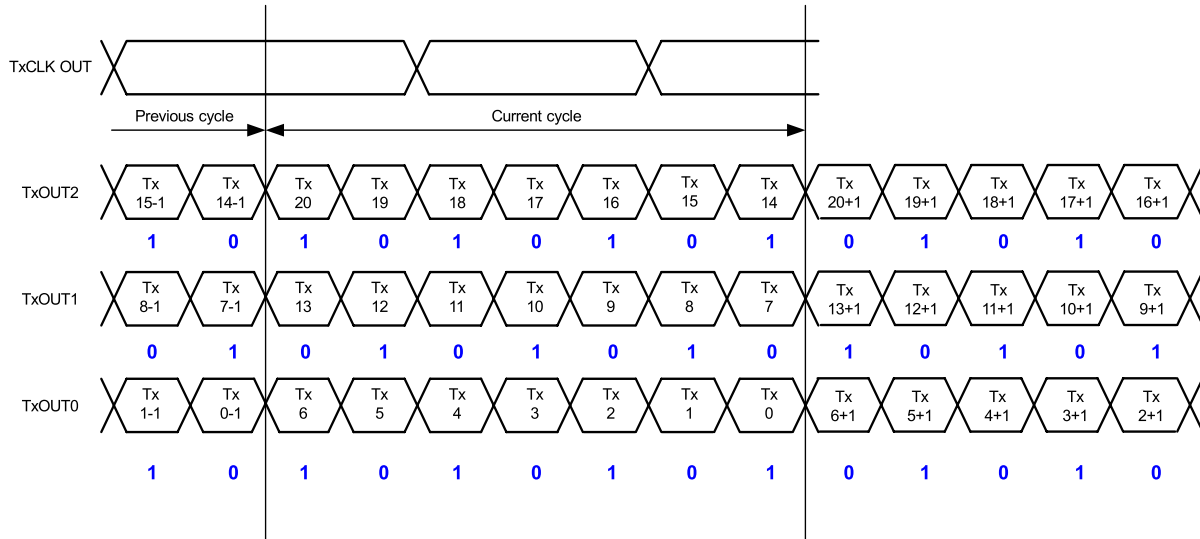 TxCLK OUT
Previous cycle Current cycle
TxOUT2
Tx Tx Tx Tx Tx Tx Tx Tx Tx Tx Tx Tx Tx Tx
15-1 14-1 20 19 18 17 16 15 14 20+1 19+1 18+1 17+1 16+1
1 0 1 0 1 0 1 0 1 0 1 0 1 0
TxOUT1
Tx Tx Tx Tx Tx Tx Tx Tx Tx Tx Tx Tx Tx Tx
8-1 7-1 13 12 11 10 9 8 7 13+1 12+1 11+1 10+1 9+1
0 1 0 1 0 1 0 1 0 1 0 1 0 1
TxOUT0
Tx Tx Tx Tx Tx Tx Tx Tx Tx Tx Tx Tx Tx Tx
1-1 0-1 6 5 4 3 2 1 0 6+1 5+1 4+1 3+1 2+1
1 0 1 0 1 0 1 0 1 0 1 0 1 0